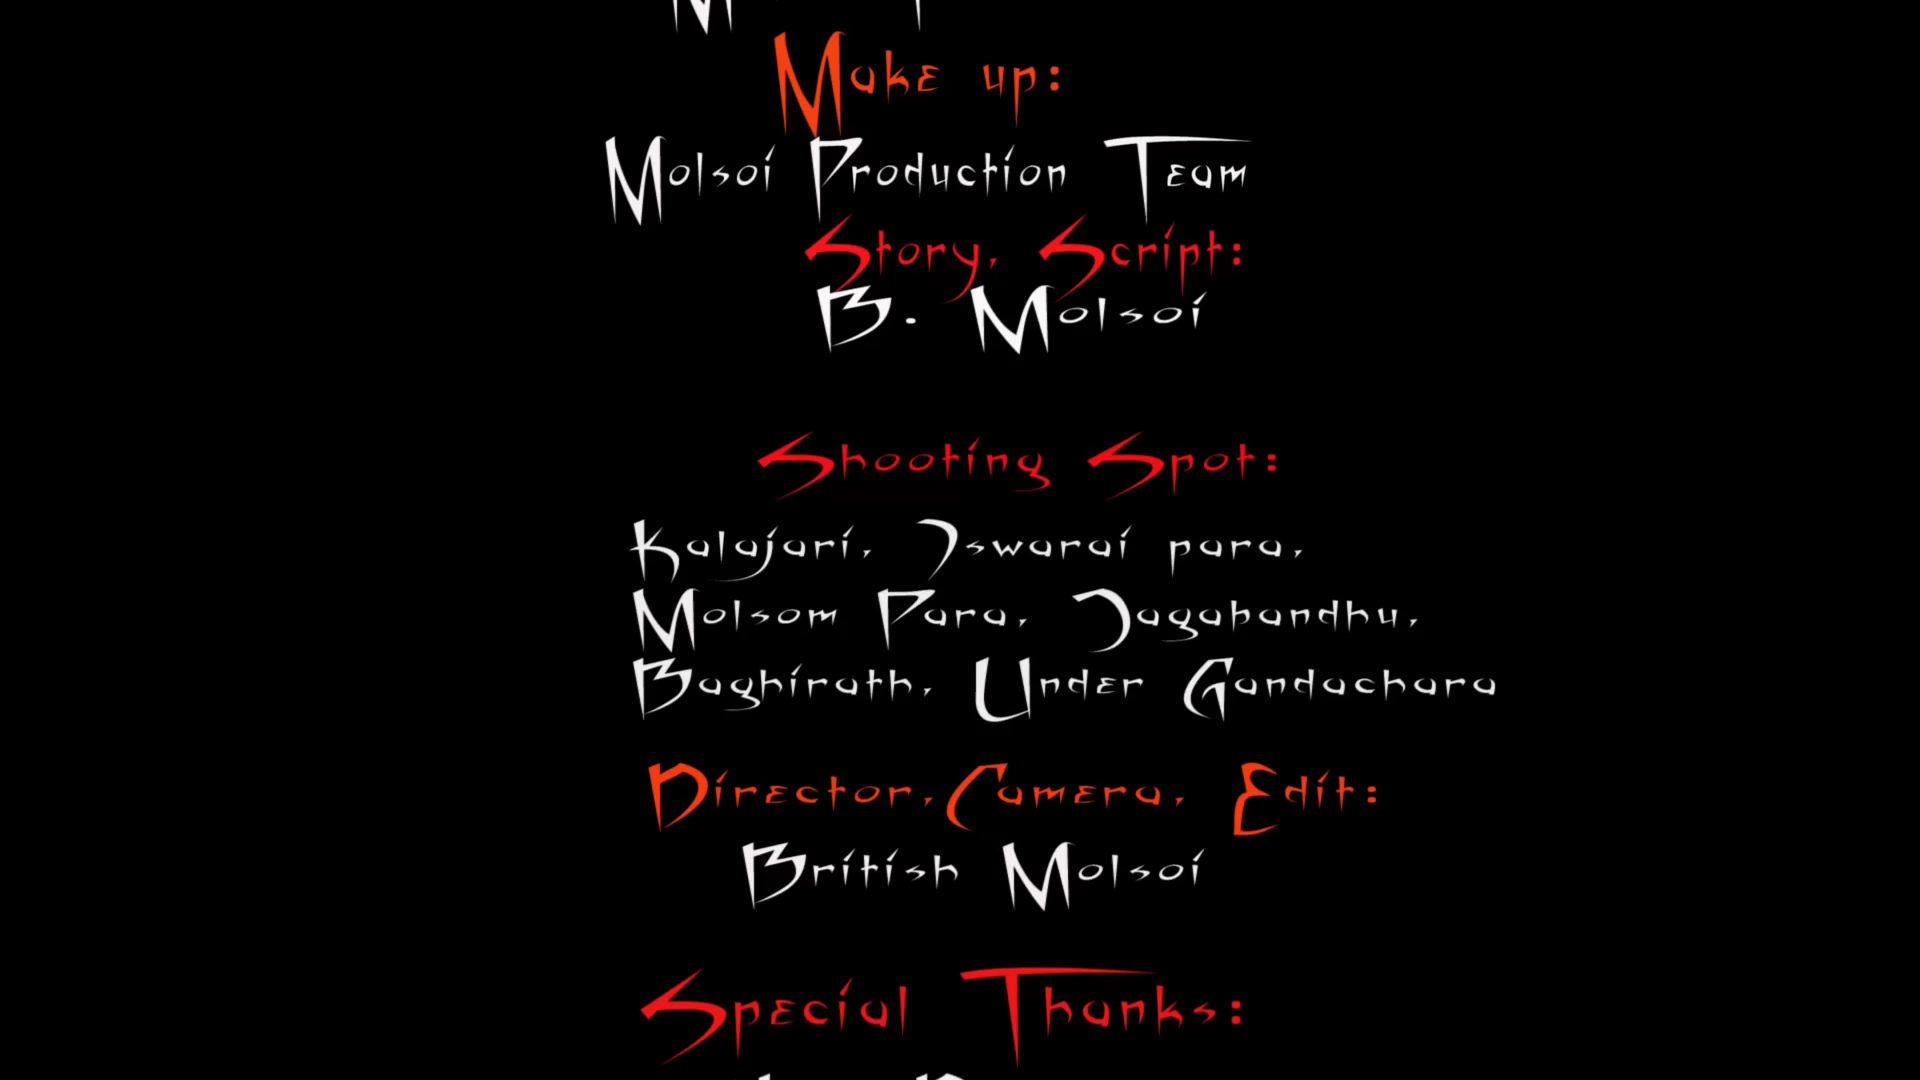 Make up:
Molsoi Production Team
Story, Script:
B. Molsoi
Shooting Spot:
Kalajari, Iswarai para,
Molsom Para, Jagabandhu,
Baghirath, Under Gandachara
Director, Camera, Edit:
British Molsoi
Special Thanks: